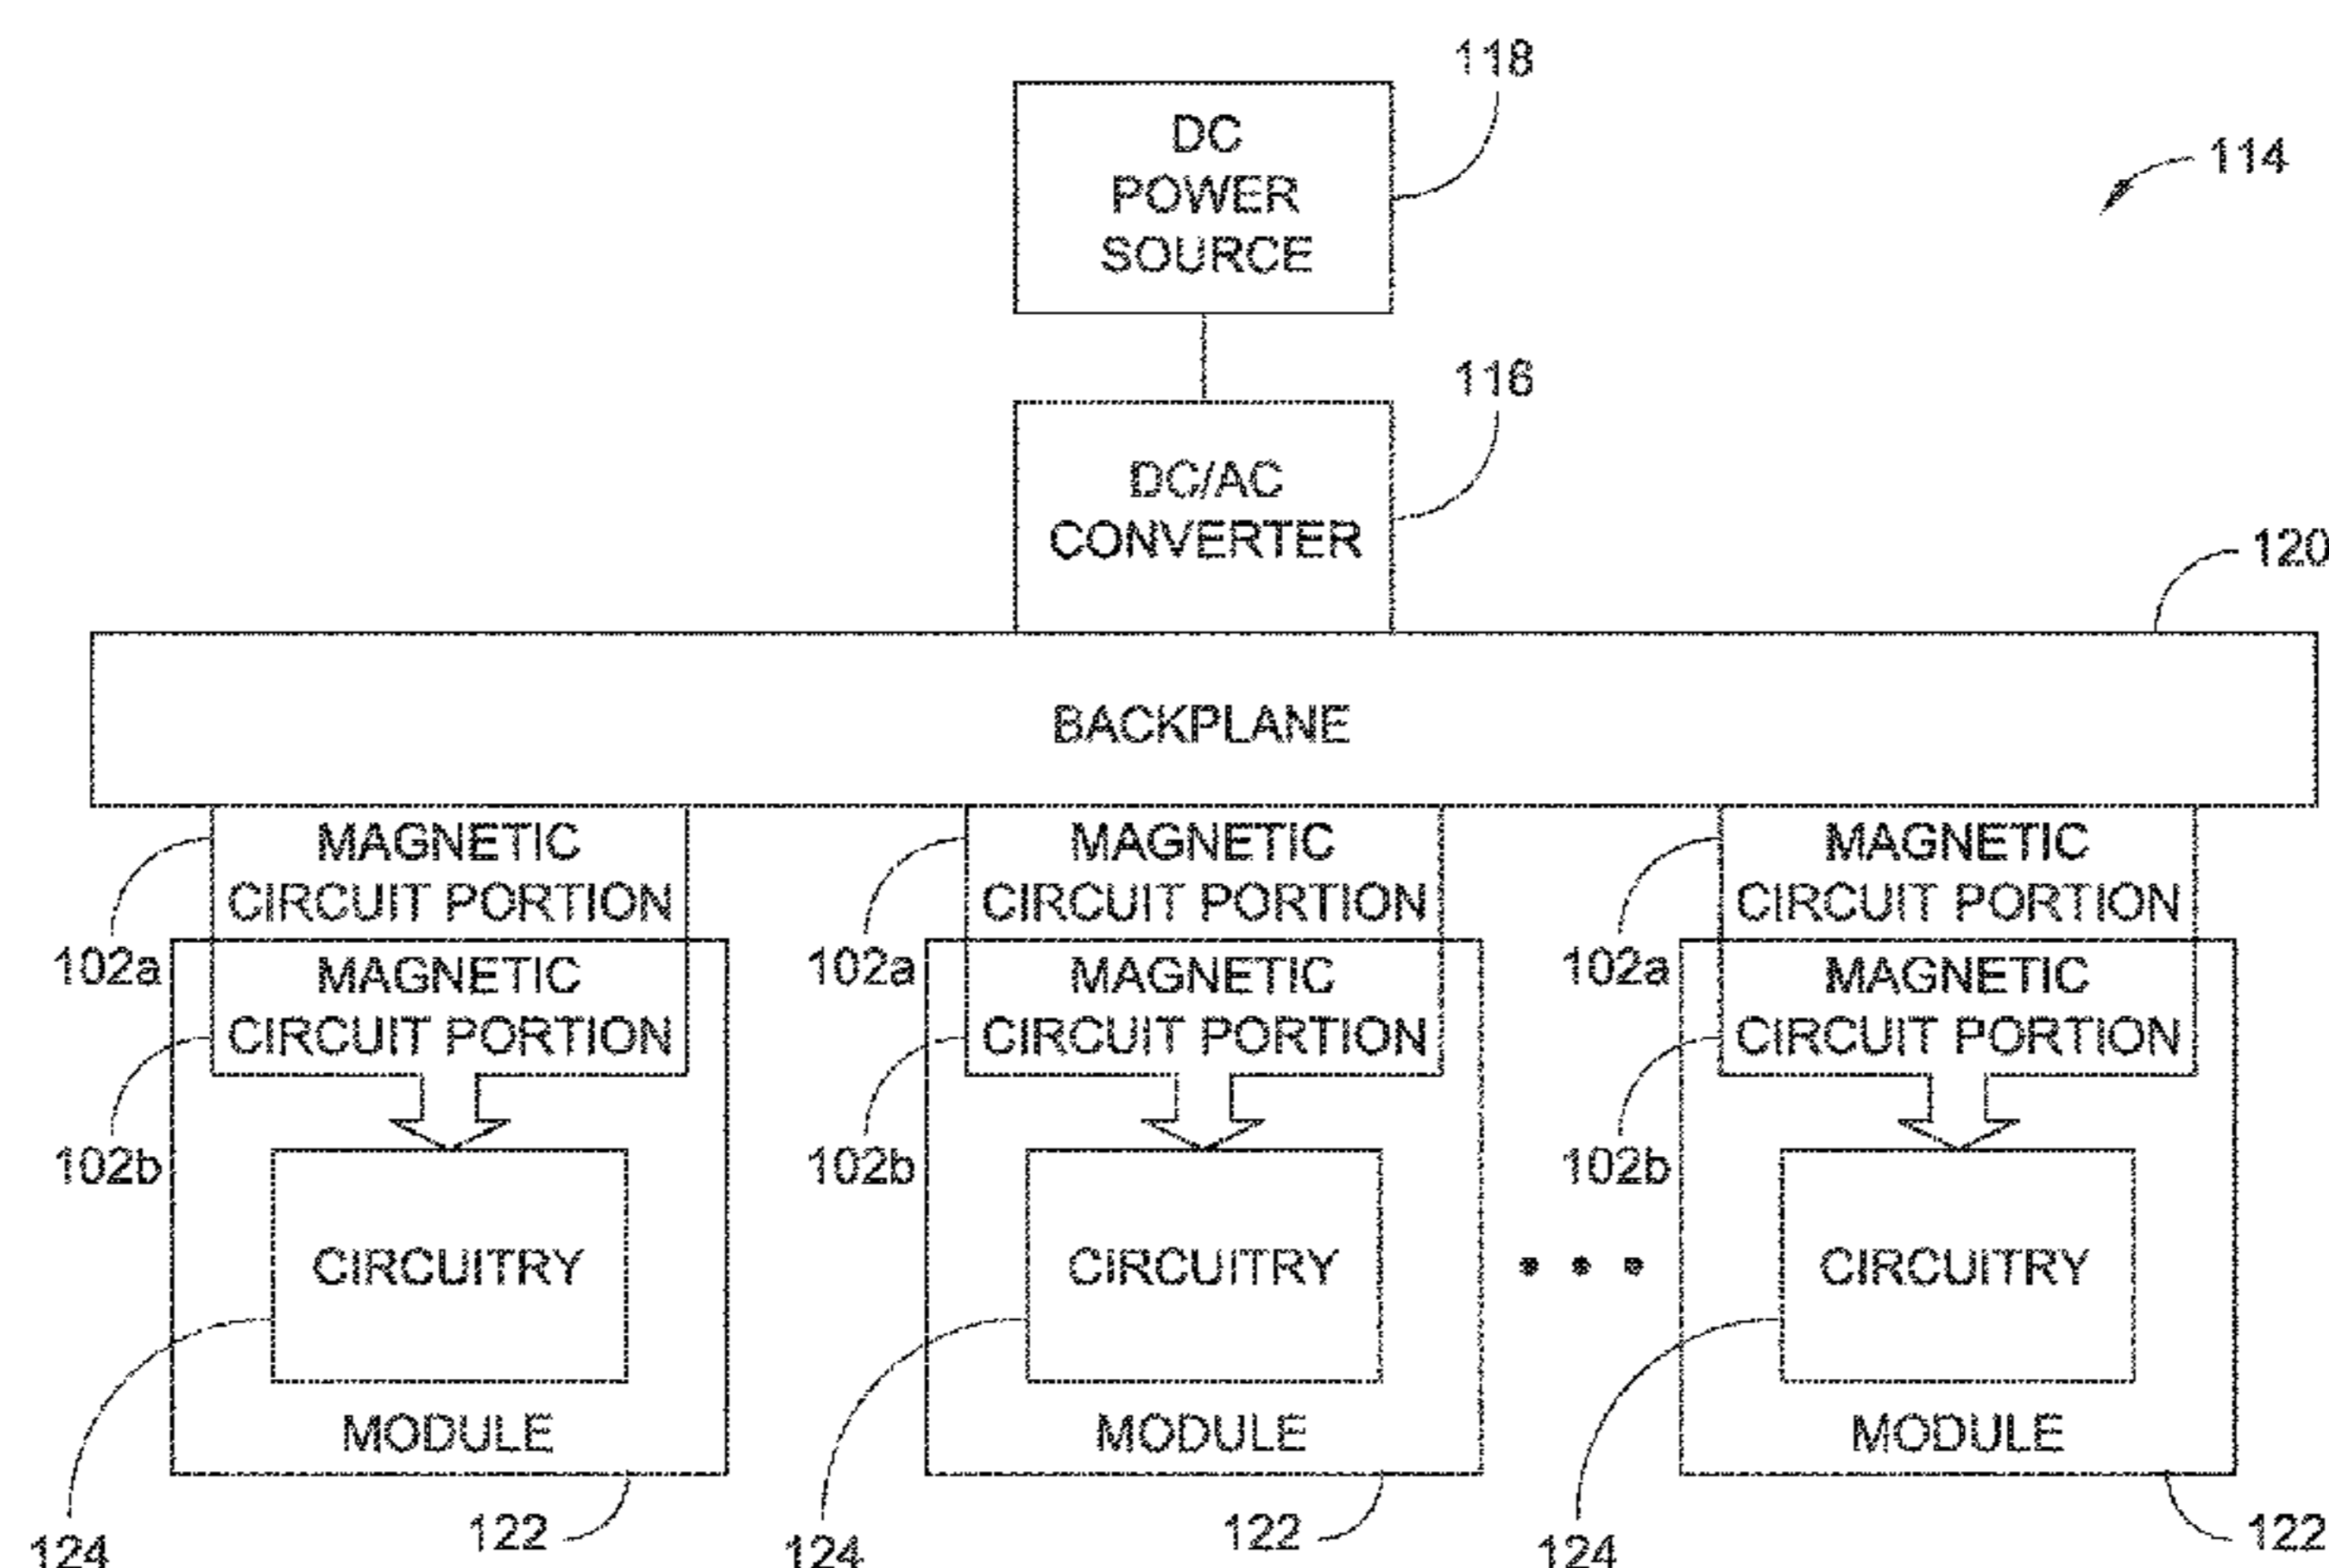 118
DC
POWER
SOURCE
114
116
DC/AC
CONVERTER
120
BACKPLANE
MAGNETIC
CIRCUIT PORTION
MAGNETIC
CIRCUIT PORTION
MAGNETIC
CIRCUIT PORTION
102a
102a
102a
MAGNETIC
CIRCUIT PORTION
MAGNETIC
CIRCUIT PORTION
MAGNETIC
CIRCUIT PORTION
102b
102b
102b
CIRCUITRY
CIRCUITRY
• • •
CIRCUITRY
MODULE
MODULE
MODULE
124
122
124
122
124
122